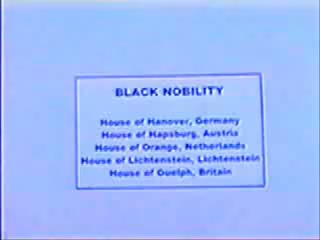 BLACK NOBILITY
House of Hanover, Germany
House of Hapsburg, Austria
House of Orange, Netherlands
House of Lichtenstein, Lichtenstein
House of Guelph, Britain